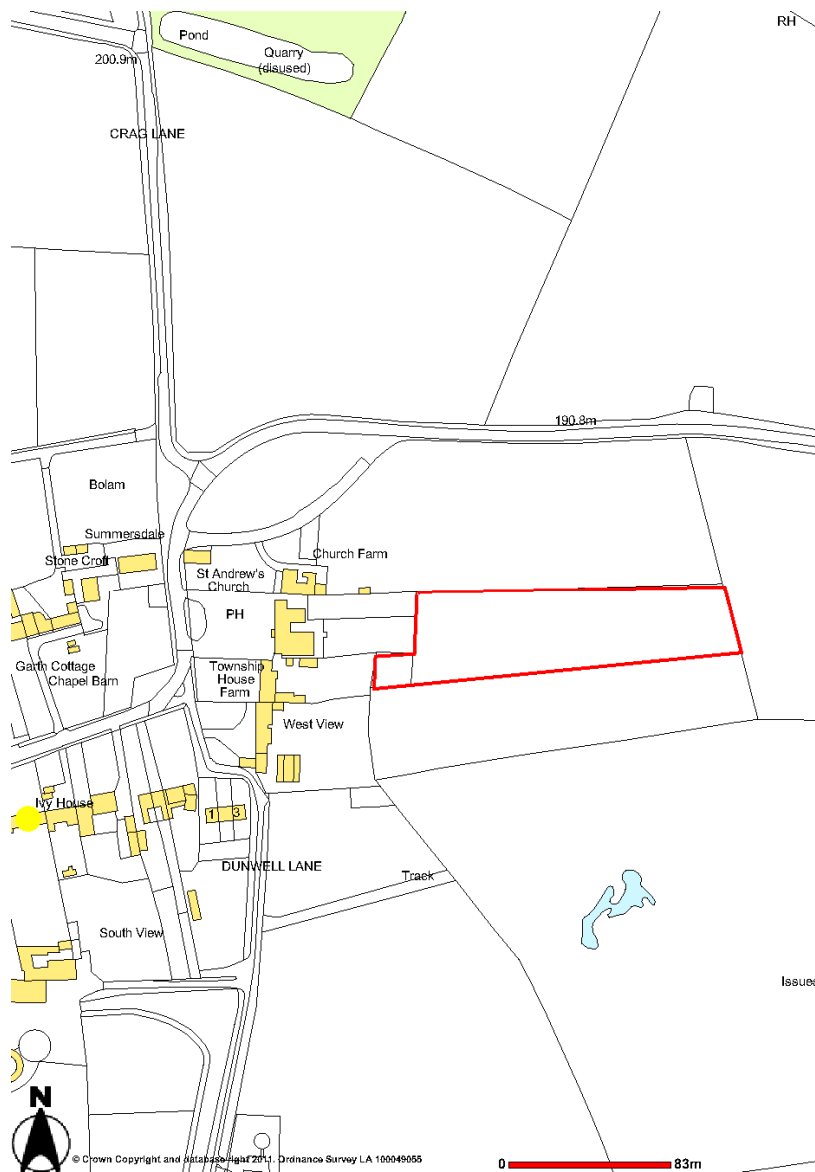 RH
Pond
Quarry
(disused)
200.9m
CRAG LANE
190.8m
Bolam
Summersdale
Stone Croft
Church Farm
St Andrew's
Church
PH
Garth Cottage
Chapel Barn
Township
House
Farm
West View
Ivy House
1 3
DUNWELL LANE
Track
South View
Issues
N
© Crown Copyright and database right 2011. Ordnance Survey LA 100049055
0 83m